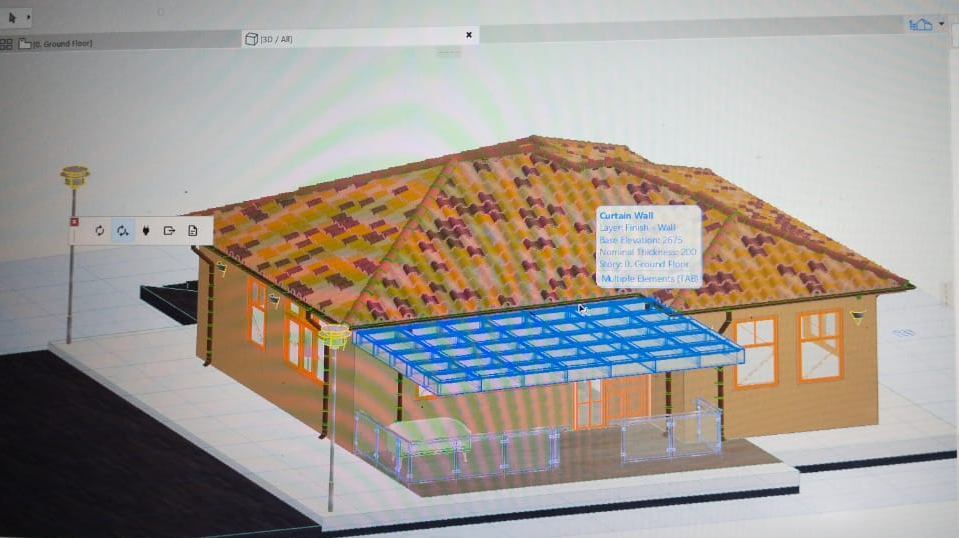 [0. Ground Floor]
[3D / All]
Curtain Wall
Layer: Finish - Wall
Base Elevation: 2675
Nominal Thickness: 200
Story: 0. Ground Floor
Multiple Elements (TAB)